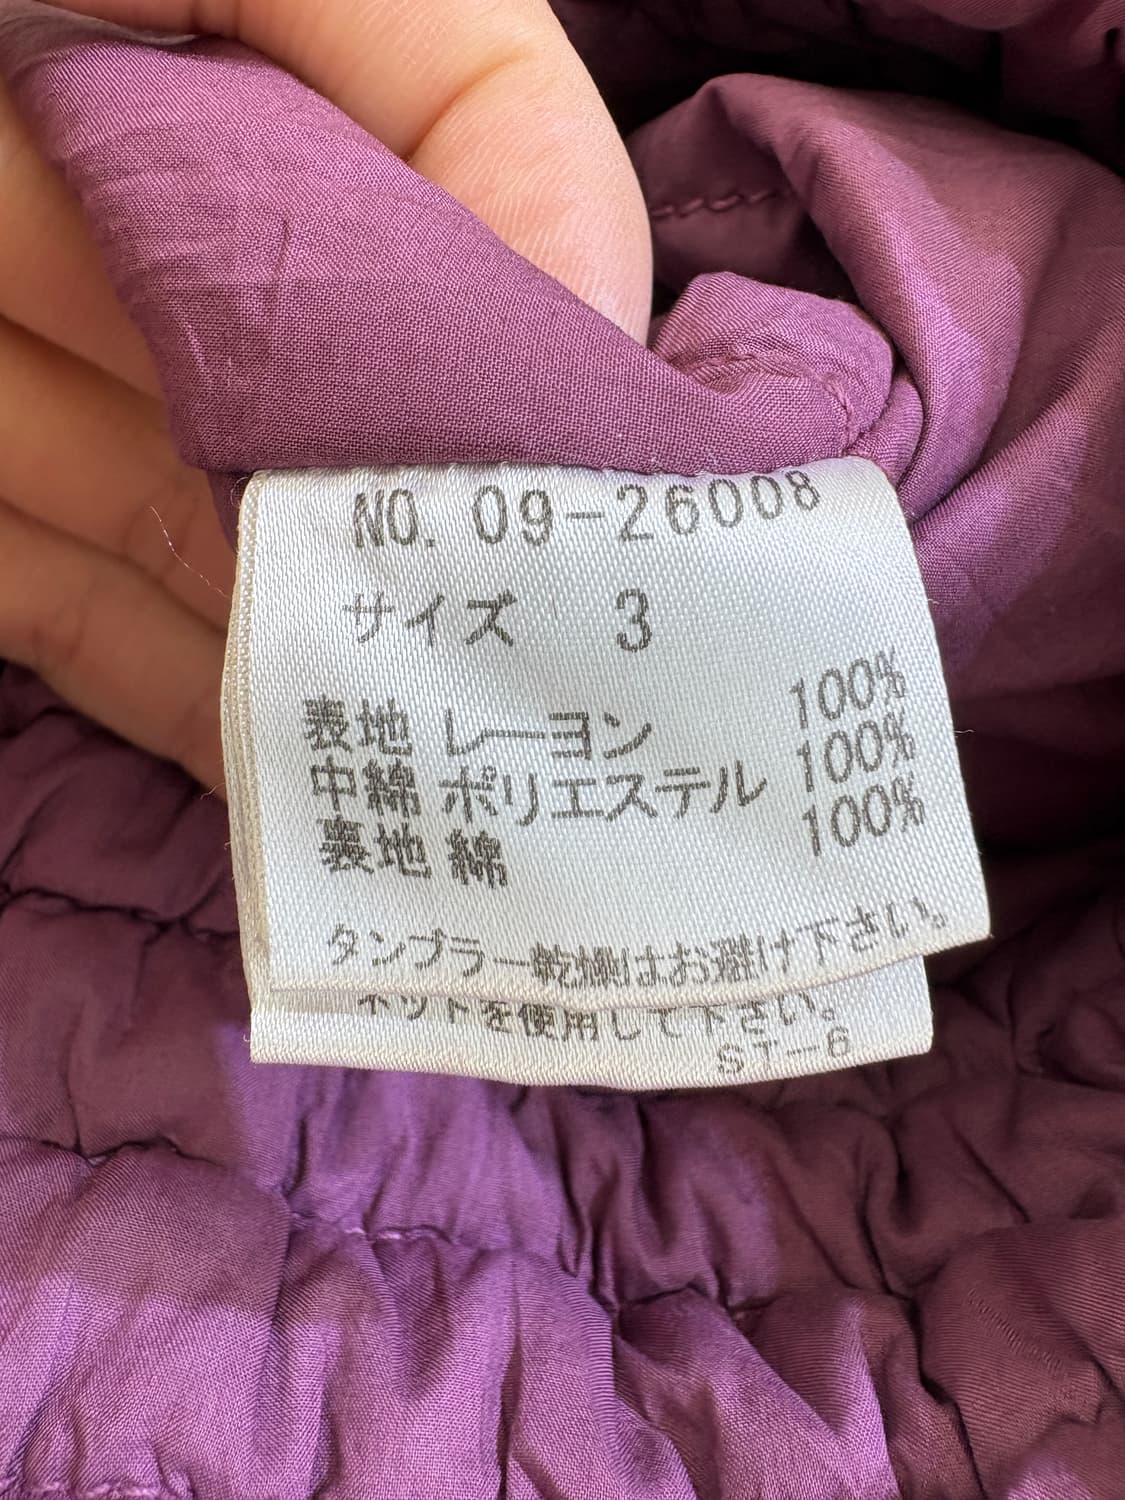 NO. 09-26008
サイズ 3
表地 レーヨン 100%
中綿 ポリエステル 100%
裏地 綿 100%
タンブラー乾燥はお避け下さい。
ネットを使用して下さい。
ST-6